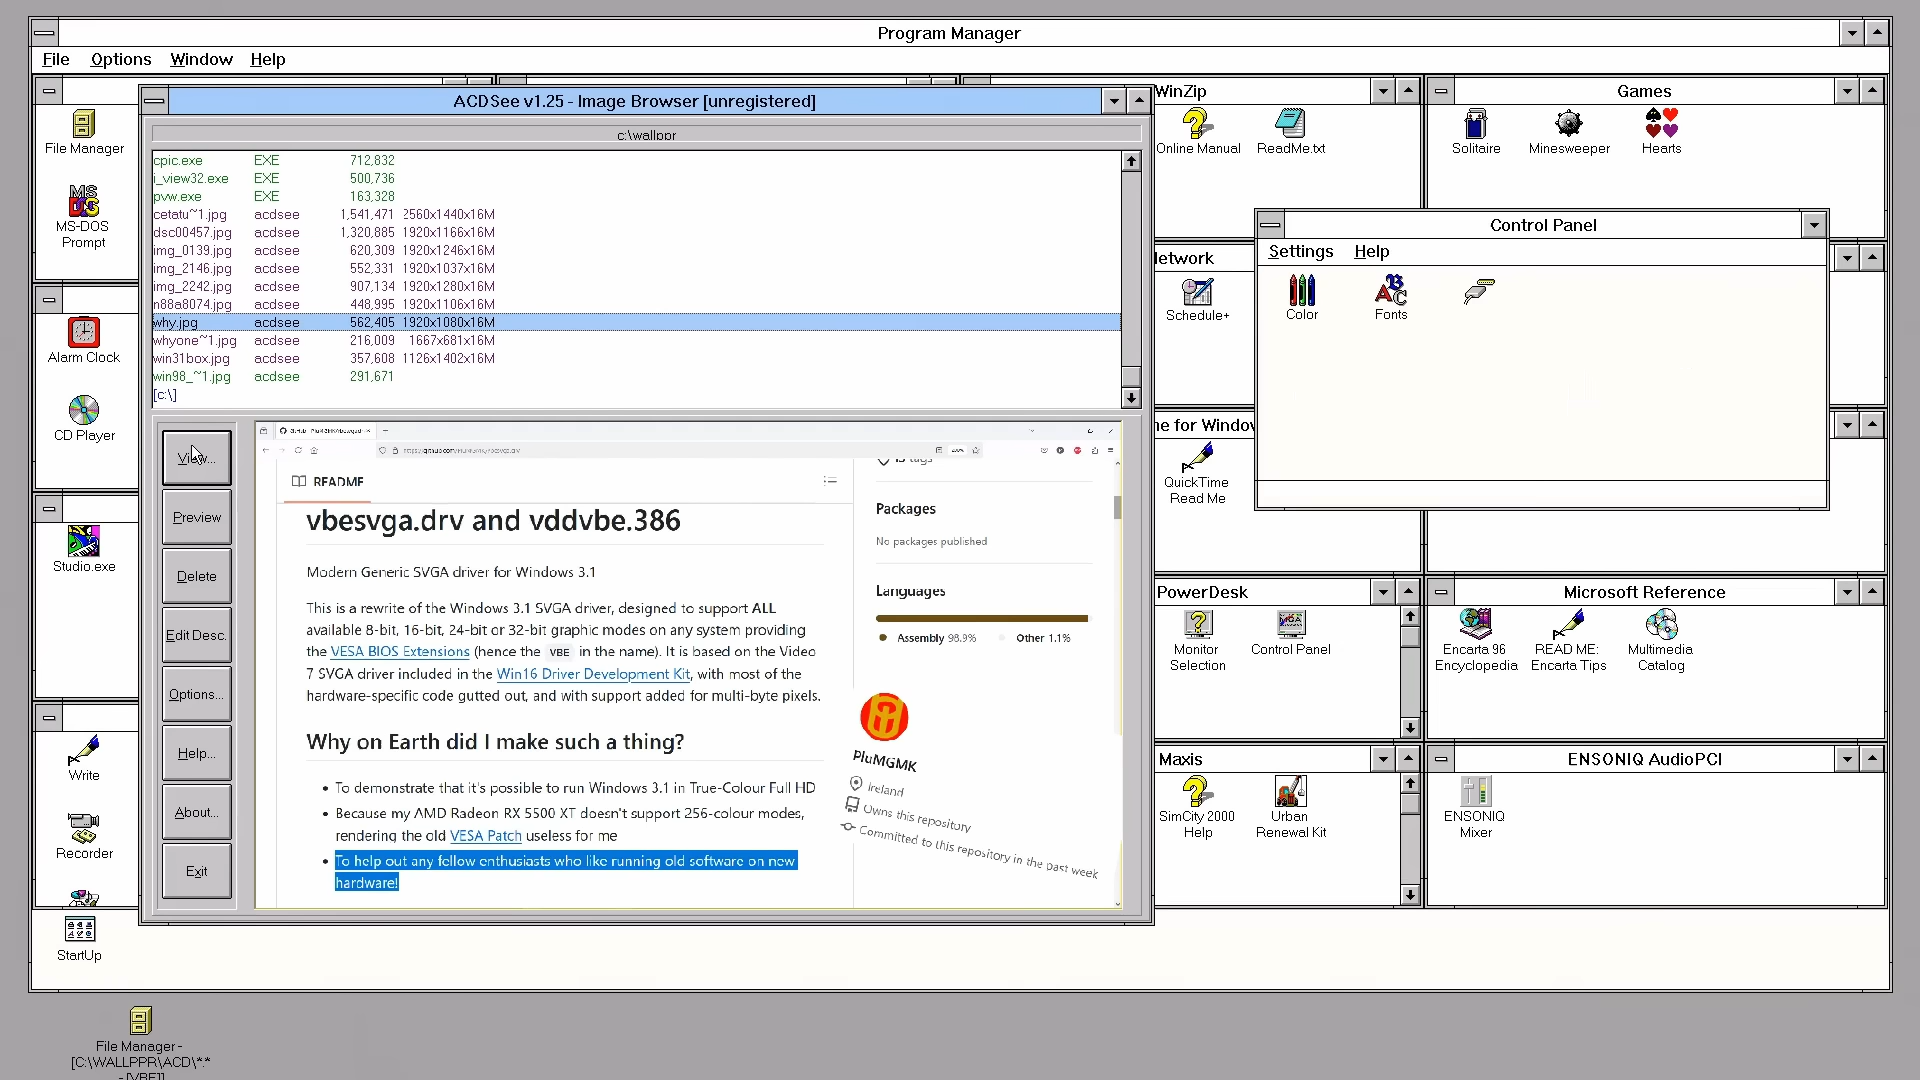 Program Manager
File Options Window Help
File Manager
MS-DOS
Prompt
Alarm Clock
CD Player
Studio.exe
Write
Recorder
StartUp
File Manager -
[C:\WALLPPR\ACD\*.*
- [VBE]]
ACDSee v1.25 - Image Browser [unregistered]
c:\wallppr
cpic.exe EXE 712,832
i_view32.exe EXE 500,736
pvw.exe EXE 163,328
cetatu~1.jpg acdsee 1,541,471 2560x1440x16M
dsc00457.jpg acdsee 1,320,885 1920x1166x16M
img_0139.jpg acdsee 620,309 1920x1246x16M
img_2146.jpg acdsee 552,331 1920x1037x16M
img_2242.jpg acdsee 907,134 1920x1280x16M
n88a8074.jpg acdsee 448,995 1920x1106x16M
why.jpg acdsee 562,405 1920x1080x16M
whyone~1.jpg acdsee 216,009 1667x681x16M
win31box.jpg acdsee 357,608 1126x1402x16M
win98_~1.jpg acdsee 291,671
[c:\]
View...
Preview
Delete
Edit Desc.
Options...
Help...
About...
Exit
README
vbesvga.drv and vddvbe.386
Modern Generic SVGA driver for Windows 3.1
This is a rewrite of the Windows 3.1 SVGA driver, designed to support ALL
available 8-bit, 16-bit, 24-bit or 32-bit graphic modes on any system providing
the VESA BIOS Extensions (hence the VBE in the name). It is based on the Video
7 SVGA driver included in the Win16 Driver Development Kit, with most of the
hardware-specific code gutted out, and with support added for multi-byte pixels.
Why on Earth did I make such a thing?
• To demonstrate that it's possible to run Windows 3.1 in True-Colour Full HD
• Because my AMD Radeon RX 5500 XT doesn't support 256-colour modes,
rendering the old VESA Patch useless for me
• To help out any fellow enthusiasts who like running old software on new
hardware!
tags
Packages
No packages published
Languages
Assembly 98.9% Other 1.1%
PluMGMK
Ireland
Owns this repository
Committed to this repository in the past week
WinZip
Online Manual
ReadMe.txt
Games
Solitaire
Minesweeper
Hearts
Control Panel
Settings Help
Color
Fonts
etwork
Schedule+
me for Window
QuickTime
Read Me
PowerDesk
Monitor
Selection
Control Panel
Microsoft Reference
Encarta 96
Encyclopedia
READ ME:
Encarta Tips
Multimedia
Catalog
Maxis
SimCity 2000
Help
Urban
Renewal Kit
ENSONIQ AudioPCI
ENSONIQ
Mixer